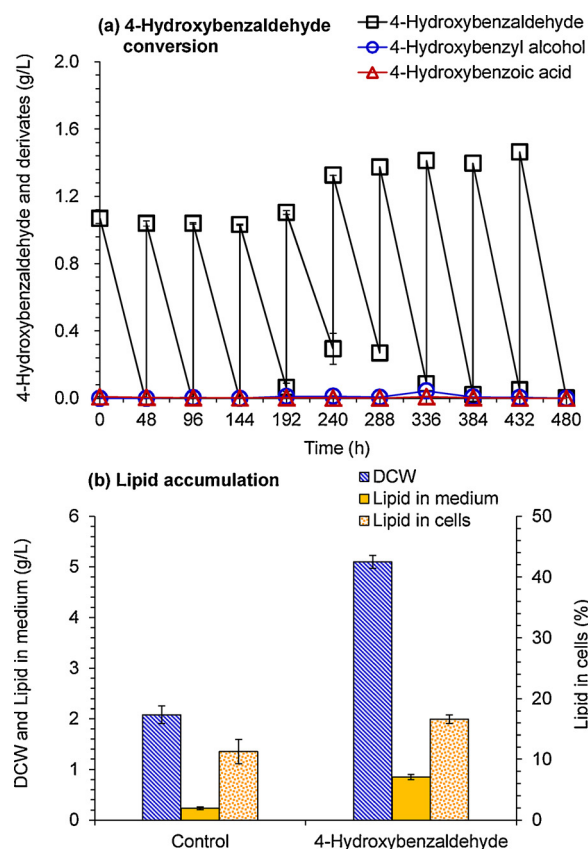 (a) 4-Hydroxybenzaldehyde
conversion
4-Hydroxybenzaldehyde
4-Hydroxybenzyl alcohol
4-Hydroxybenzoic acid
4-Hydroxybenzaldehyde and derivates (g/L)
2.0
1.6
1.2
0.8
0.4
0.0
0 48 96 144 192 240 288 336 384 432 480
Time (h)
(b) Lipid accumulation
DCW
Lipid in medium
Lipid in cells
DCW and Lipid in medium (g/L)
6
5
4
3
2
1
0
50
40
30
20
10
0
Lipid in cells (%)
Control 4-Hydroxybenzaldehyde